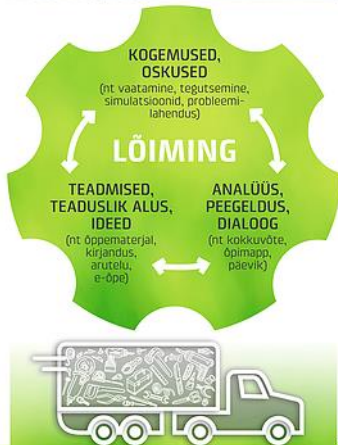 KOGEMUSED,
OSKUSED
(nt vaatamine, tegutsemine,
simulatsioonid, probleemi-
lahendus)
LÕIMING
TEADMISED,
TEADUSLIK ALUS,
IDEED
(nt õppematerjal,
kirjandus,
arutelu,
e-õpe)
ANALÜÜS,
PEEGELDUS,
DIALOOG
(nt kokkuvõte,
õpimapp,
päevik)